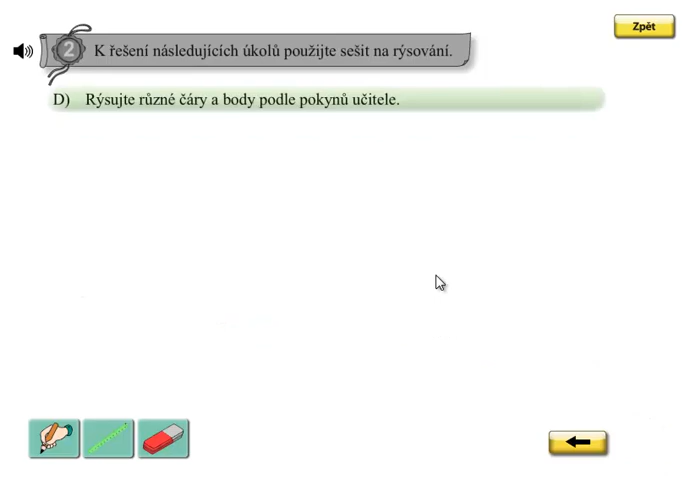 Zpět
2 K řešení následujících úkolů použijte sešit na rýsování.
D) Rýsujte různé čáry a body podle pokynů učitele.